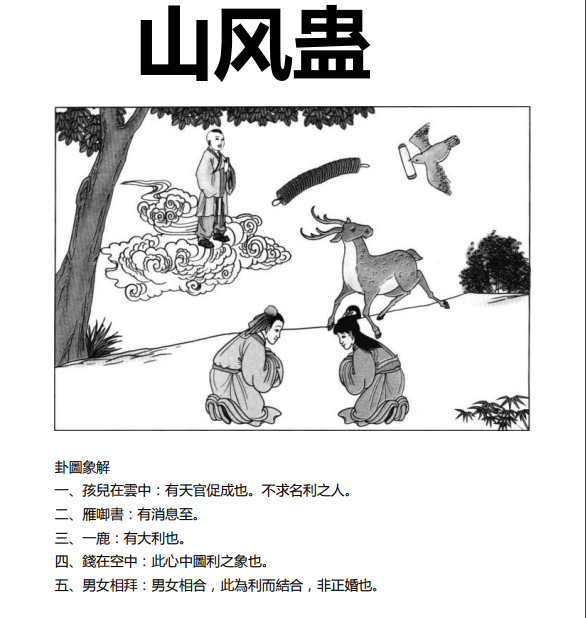 山风蛊
卦圖象解
一、孩兒在雲中：有天官促成也。不求名利之人。
二、雁啣書：有消息至。
三、一鹿：有大利也。
四、錢在空中：此心中圖利之象也。
五、男女相拜：男女相合，此為利而結合，非正婚也。